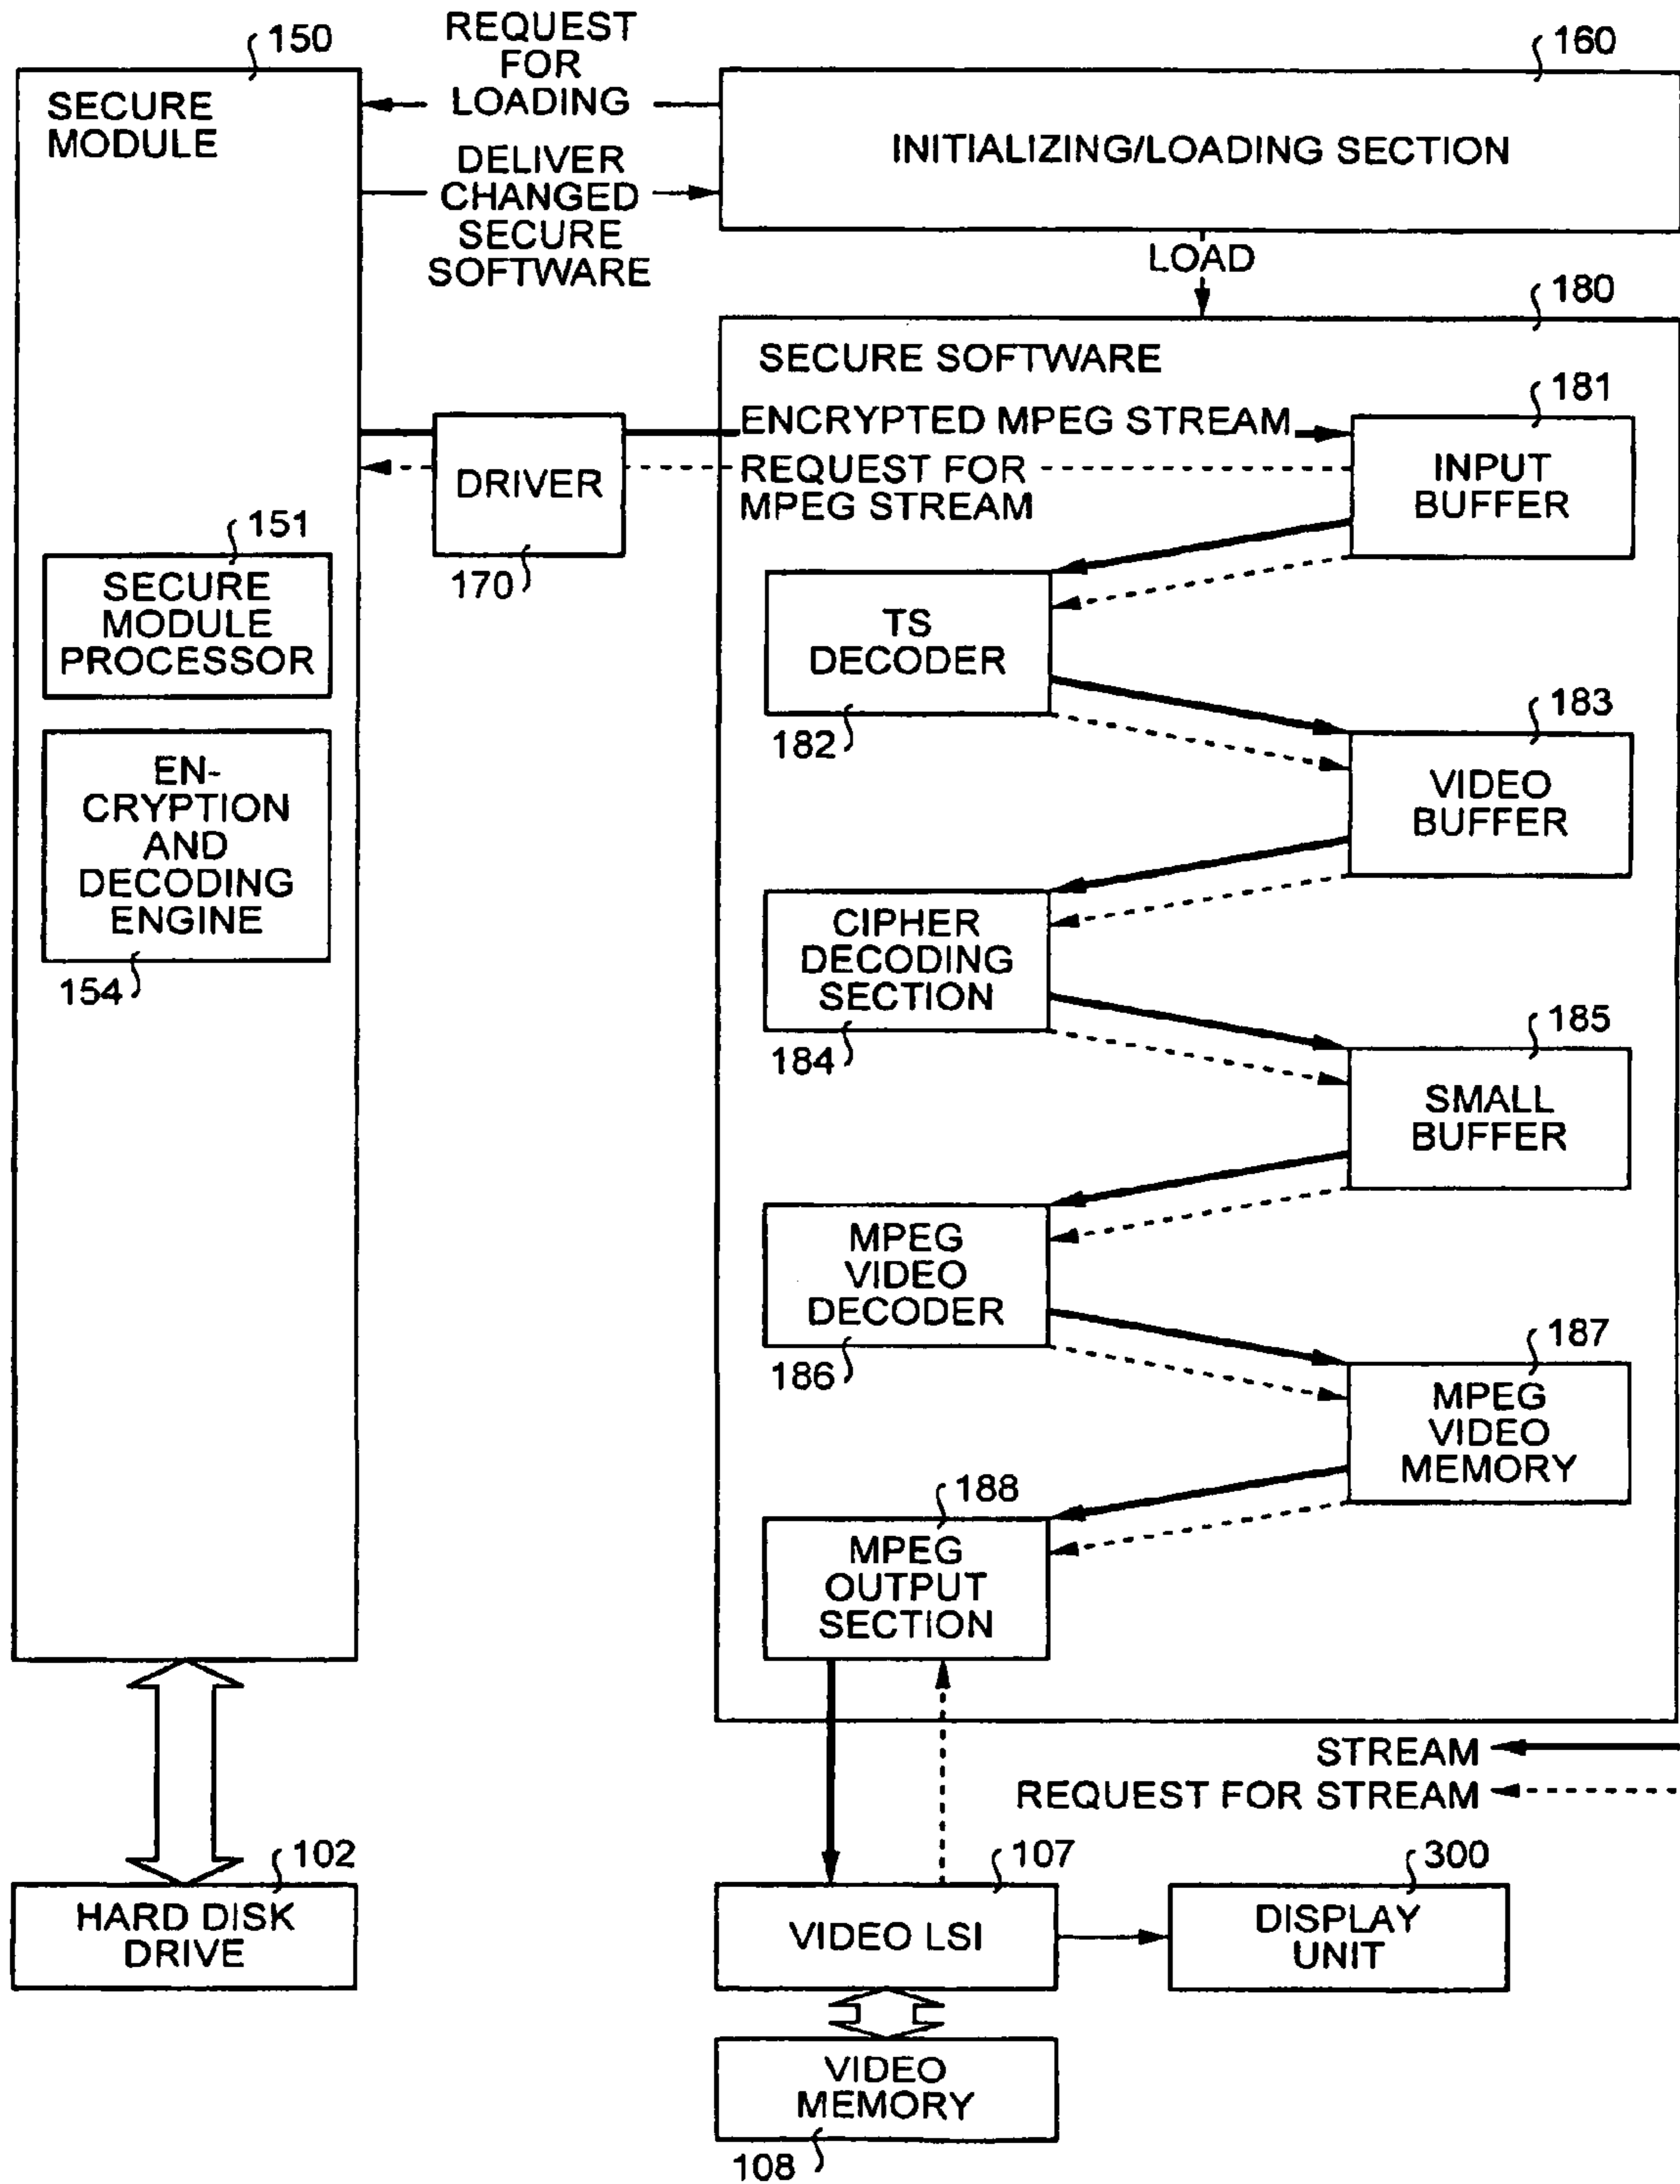 150
REQUEST
FOR
LOADING
160
SECURE
MODULE
INITIALIZING/LOADING SECTION
DELIVER
CHANGED
SECURE
SOFTWARE
LOAD
180
SECURE SOFTWARE
181
ENCRYPTED MPEG STREAM
REQUEST FOR
MPEG STREAM
DRIVER
170
INPUT
BUFFER
151
SECURE
MODULE
PROCESSOR
TS
DECODER
182
183
VIDEO
BUFFER
EN-
CRYPTION
AND
DECODING
ENGINE
154
CIPHER
DECODING
SECTION
184
185
SMALL
BUFFER
MPEG
VIDEO
DECODER
186
187
MPEG
VIDEO
MEMORY
188
MPEG
OUTPUT
SECTION
STREAM
REQUEST FOR STREAM
102
HARD DISK
DRIVE
107
VIDEO LSI
300
DISPLAY
UNIT
VIDEO
MEMORY
108